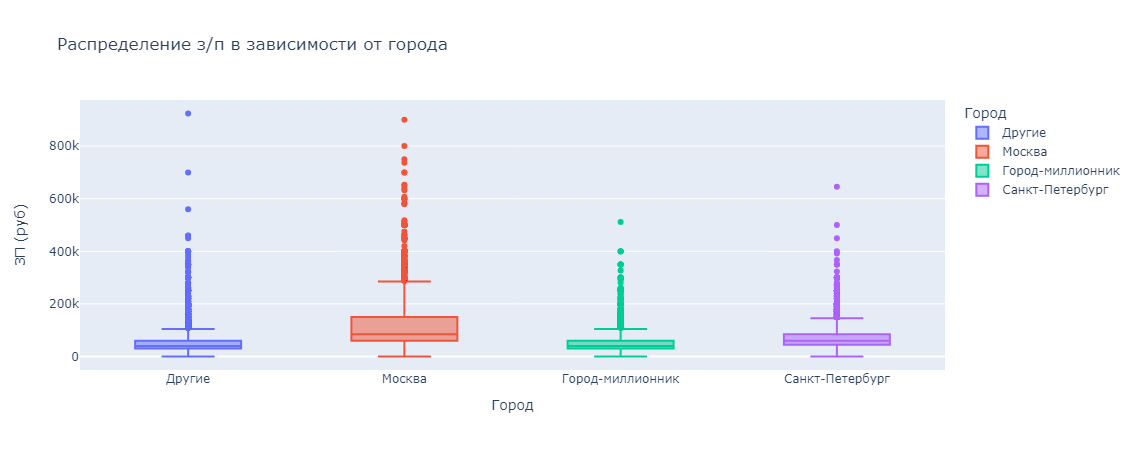 Распределение з/п в зависимости от города
Город
Другие
Москва
Город-миллионник
Санкт-Петербург
ЗП (руб)
800k
600k
400k
200k
0
Другие
Москва
Город-миллионник
Санкт-Петербург
Город